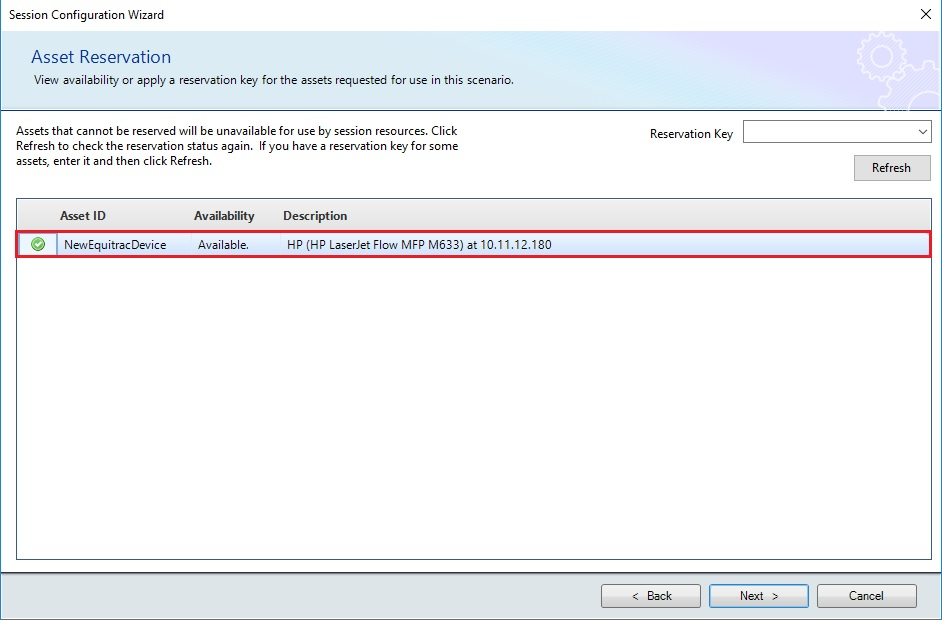 Session Configuration Wizard
Asset Reservation
View availability or apply a reservation key for the assets requested for use in this scenario.
Assets that cannot be reserved will be unavailable for use by session resources. Click
Refresh to check the reservation status again.  If you have a reservation key for some
assets, enter it and then click Refresh.
Reservation Key
Refresh
Asset ID Availability Description
NewEquitracDevice Available. HP (HP LaserJet Flow MFP M633) at 10.11.12.180
< Back Next > Cancel